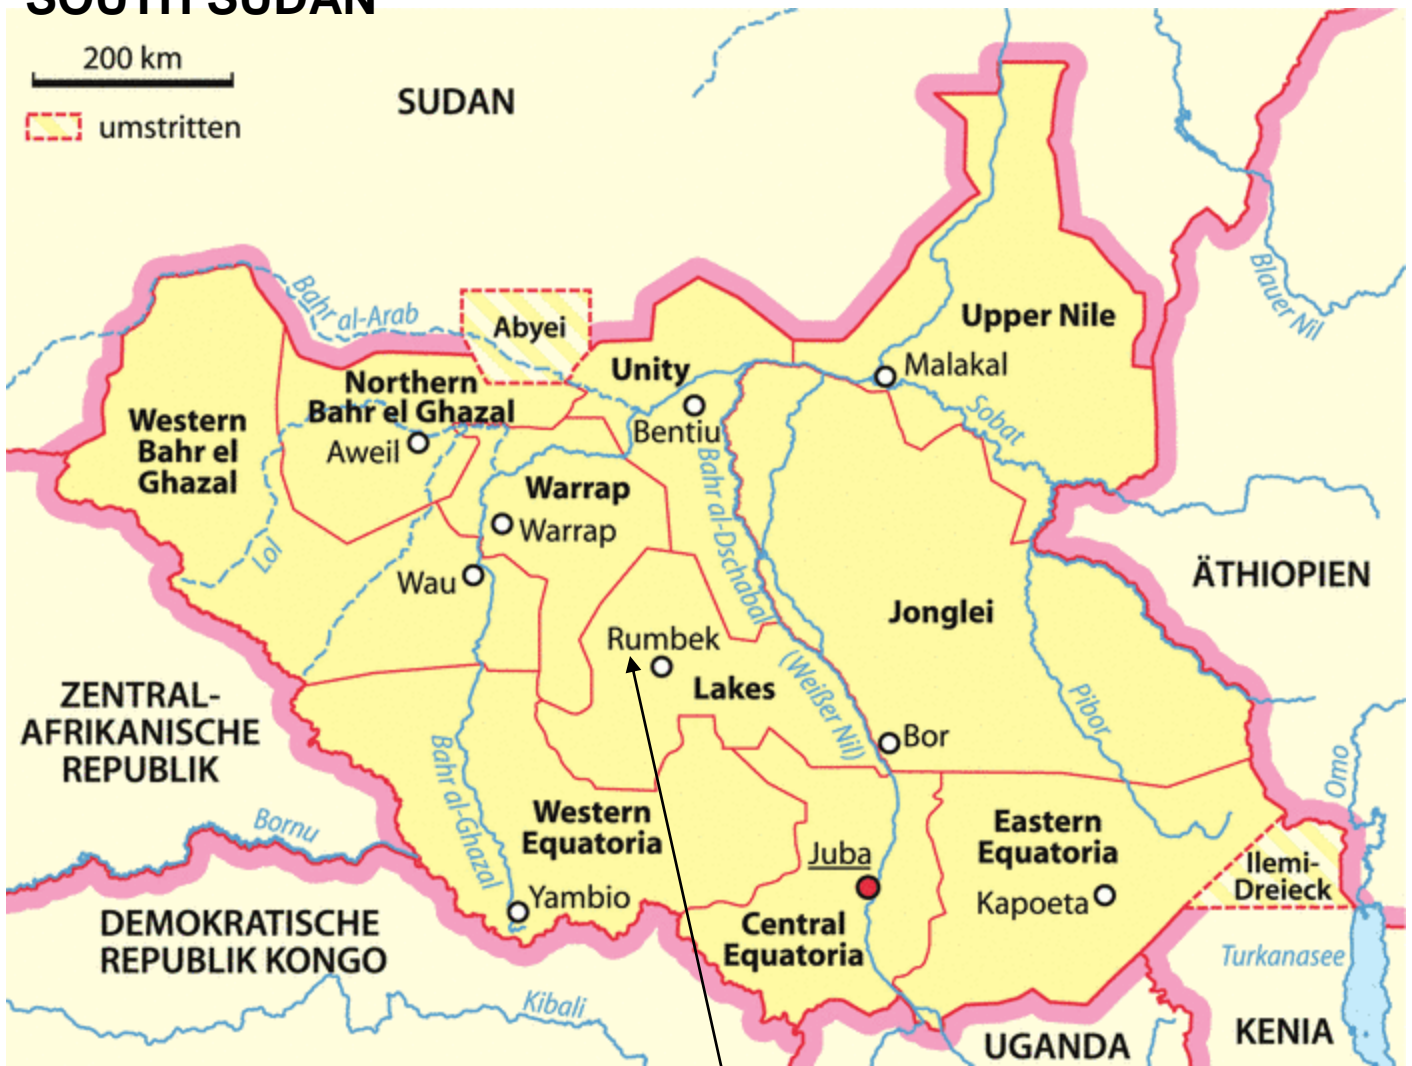 SOUTH SUDAN
200 km
umstritten
SUDAN
Bahr al-Arab
Abyei
Blauer Nil
Upper Nile
Malakal
Unity
Bentiu
Northern
Bahr el Ghazal
Aweil
Western
Bahr el
Ghazal
Sobat
Warrap
Warrap
Bahr al-Dschabal
Lol
Wau
ÄTHIOPIEN
Jonglei
Rumbek
Lakes
(Weißer Nil)
Pibor
Bor
ZENTRAL-
AFRIKANISCHE
REPUBLIK
Bahr al-Ghazal
Omo
Bornu
Western
Equatoria
Eastern
Equatoria
Juba
Ilemi-
Dreieck
Kapoeta
Yambio
DEMOKRATISCHE
REPUBLIK KONGO
Central
Equatoria
Turkanasee
Kibali
UGANDA
KENIA